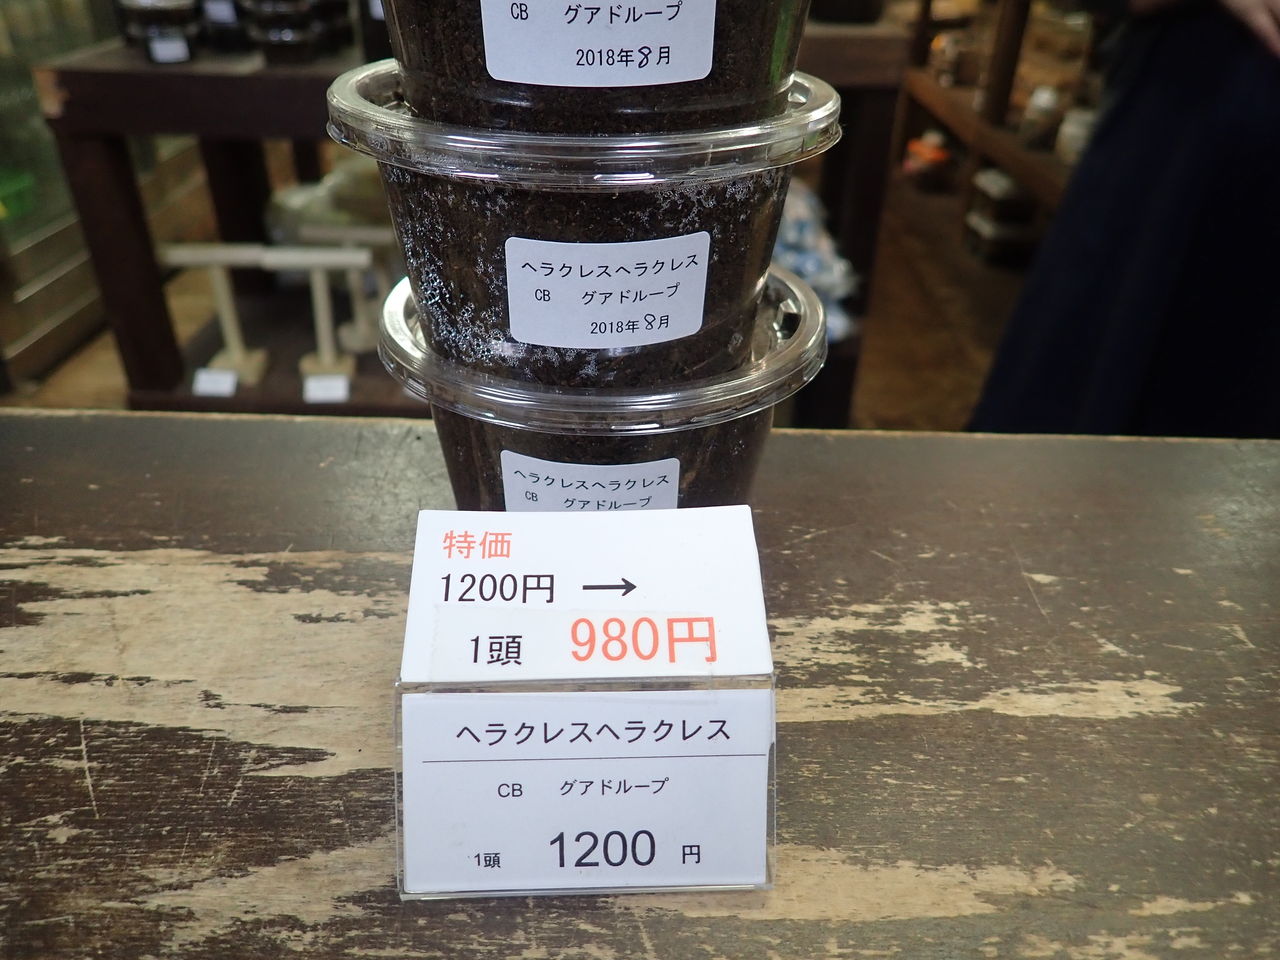 CB グアドループ
2018年8月
ヘラクレスヘラクレス
CB グアドループ
2018年8月
ヘラクレスヘラクレス
CB グアドループ
特価
1200円 →
1頭 980円
ヘラクレスヘラクレス
CB グアドループ
1頭 1200 円